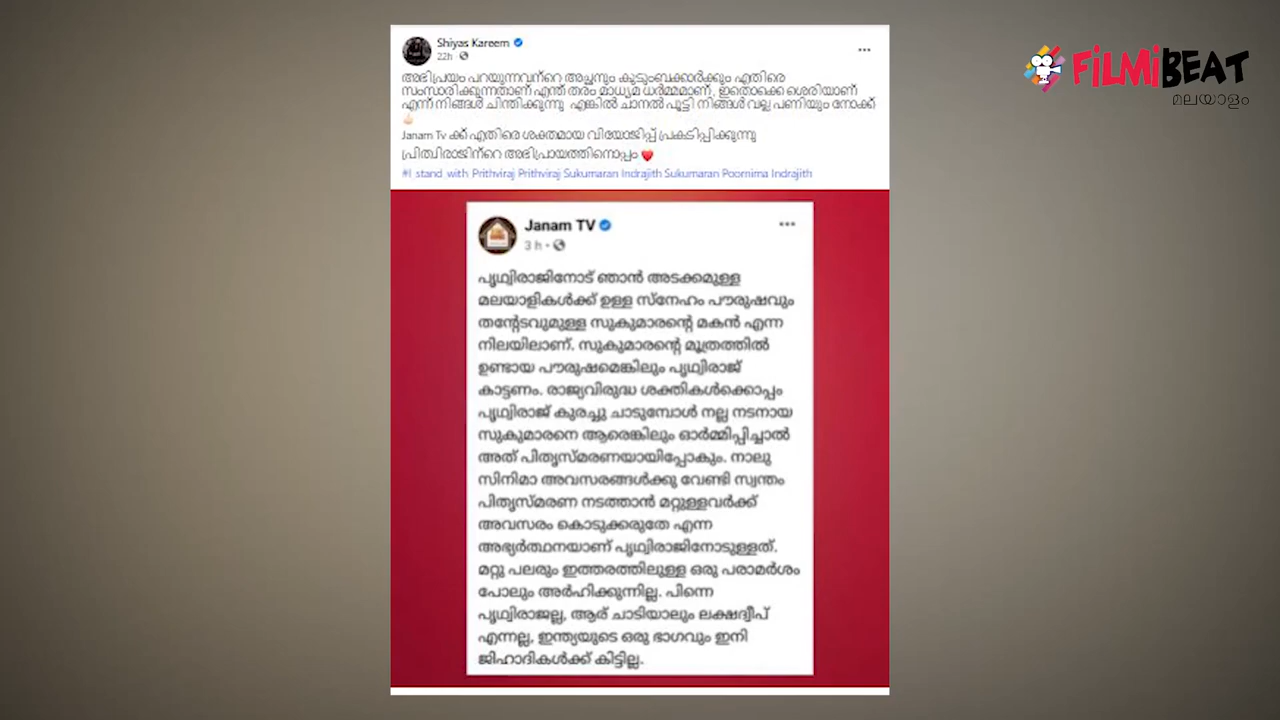 Shiyas Kareem
22h
അഭിപ്രയം പറയുന്നവന്റെ അച്ഛനും കുടുംബക്കാർക്കും എതിരെ
സംസാരിക്കുന്നതാണ് എന്ത് തരം മാധ്യമ ധർമ്മമാണ്, ഇതൊക്കെ ശെരിയാണ്
എന്ന് നിങ്ങൾ ചിന്തിക്കുന്നു എങ്കിൽ ചാനൽ പൂട്ടി നിങ്ങൾ വല്ല പണിയും നോക്ക്
Janam Tv ക്ക് എതിരെ ശക്തമായ വിയോജിപ്പ് പ്രകടിപ്പിക്കുന്നു
പ്രിത്വിരാജിന്റെ അഭിപ്രായത്തിനൊപ്പം ❤️
#I stand with Prithviraj Prithviraj Sukumaran Indrajith Sukumaran Poornima Indrajith
FiLMiBEAT
മലയാളം
Janam TV
3 h
പൃഥ്വിരാജിനോട് ഞാൻ അടക്കമുള്ള
മലയാളികൾക്ക് ഉള്ള സ്നേഹം പൗരുഷവും
തന്റേടവുമുള്ള സുകുമാരന്റെ മകൻ എന്ന
നിലയിലാണ്. സുകുമാരന്റെ മൂത്രത്തിൽ
ഉണ്ടായ പൗരുഷമെങ്കിലും പൃഥ്വിരാജ്
കാട്ടണം. രാജ്യവിരുദ്ധ ശക്തികൾക്കൊപ്പം
പൃഥ്വിരാജ് കുരച്ചു ചാടുമ്പോൾ നല്ല നടനായ
സുകുമാരനെ ആരെങ്കിലും ഓർമ്മിപ്പിച്ചാൽ
അത് പിതൃസ്മരണയായിപ്പോകും. നാലു
സിനിമാ അവസരങ്ങൾക്കു വേണ്ടി സ്വന്തം
പിതൃസ്മരണ നടത്താൻ മറ്റുള്ളവർക്ക്
അവസരം കൊടുക്കരുതേ എന്ന
അഭ്യർത്ഥനയാണ് പൃഥ്വിരാജിനോടുള്ളത്.
മറ്റു പലരും ഇത്തരത്തിലുള്ള ഒരു പരാമർശം
പോലും അർഹിക്കുന്നില്ല. പിന്നെ
പൃഥ്വിരാജല്ല, ആര് ചാടിയാലും ലക്ഷദ്വീപ്
എന്നല്ല, ഇന്ത്യയുടെ ഒരു ഭാഗവും ഇനി
ജിഹാദികൾക്ക് കിട്ടില്ല.